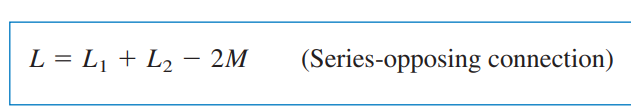 L = L₁ + L₂ − 2M (Series-opposing connection)